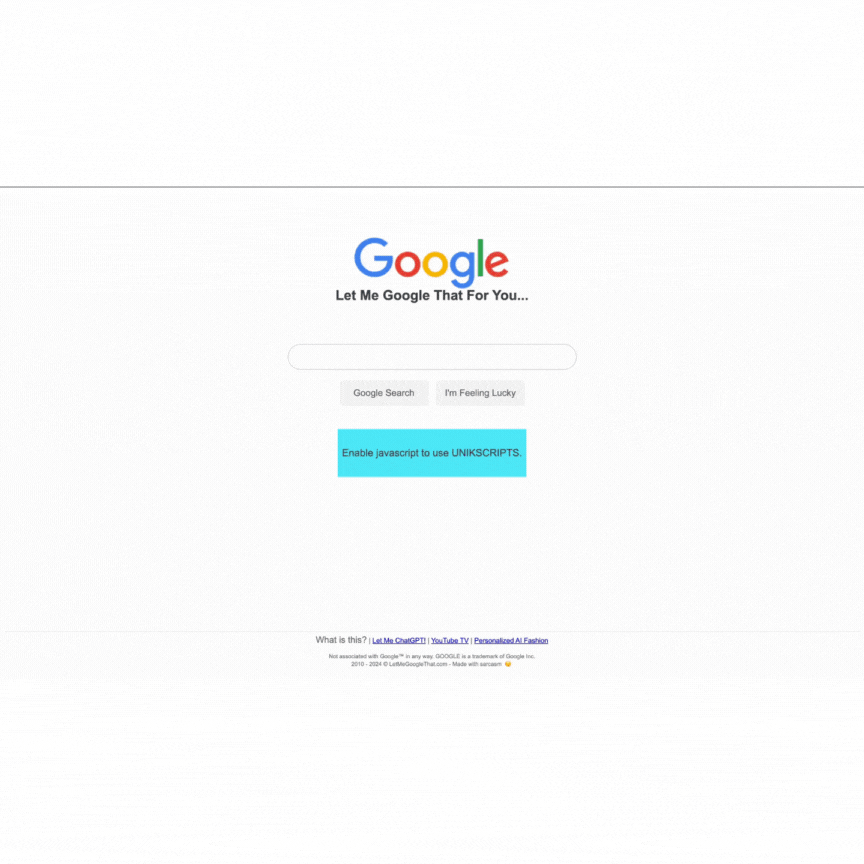 Google
Let Me Google That For You...
Google Search I'm Feeling Lucky
Enable javascript to use UNIKSCRIPTS.
What is this? | Let Me ChatGPT! | YouTube TV | Personalized AI Fashion
Not associated with Google™ in any way. GOOGLE is a trademark of Google Inc.
2010 - 2024 © LetMeGoogleThat.com - Made with sarcasm 😏